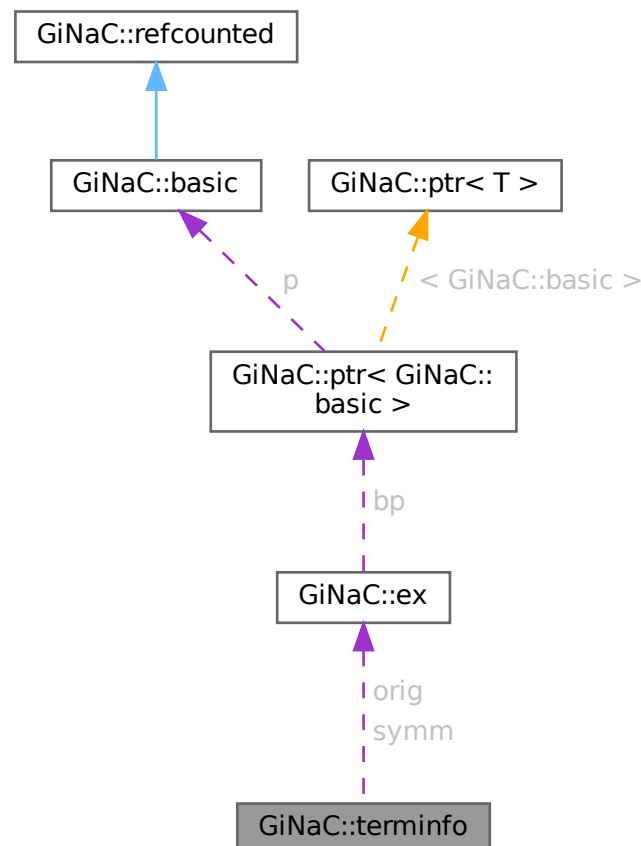 GiNaC::refcounted
GiNaC::basic
GiNaC::ptr< T >
p
< GiNaC::basic >
GiNaC::ptr< GiNaC::
basic >
bp
GiNaC::ex
orig
symm
GiNaC::terminfo